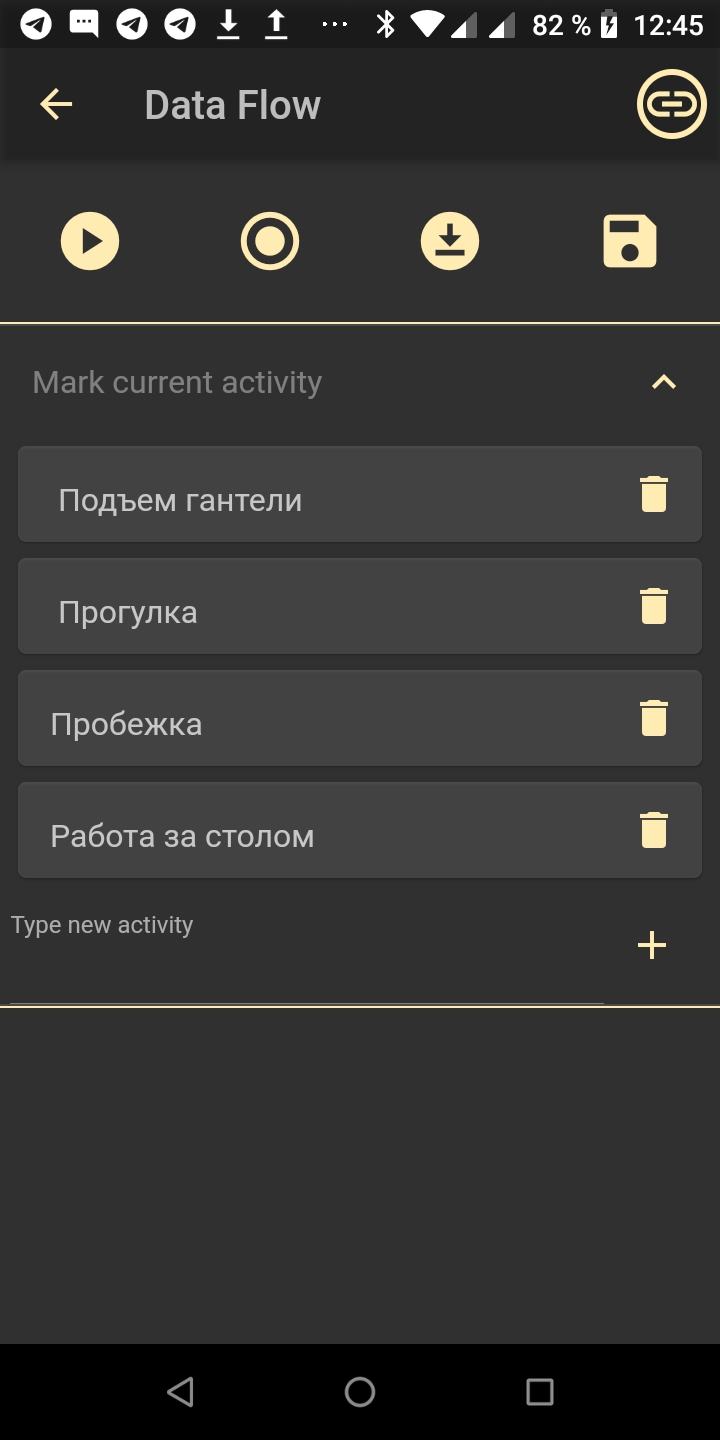 82 % 12:45
Data Flow
Mark current activity
Подъем гантели
Прогулка
Пробежка
Работа за столом
Type new activity